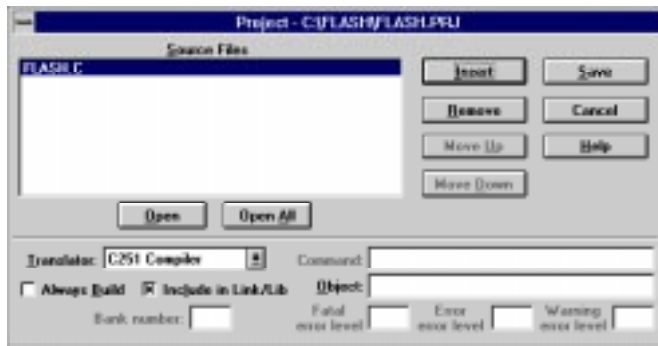 Project - C:\FLASH\FLASH.PRJ
Source Files
FLASH.C
Insert
Save
Remove
Cancel
Move Up
Help
Move Down
Open
Open All
Translator: C251 Compiler
Command:
Always Build
Include in Link/Lib
Object:
Bank number:
Fatal error level
Error error level
Warning error level